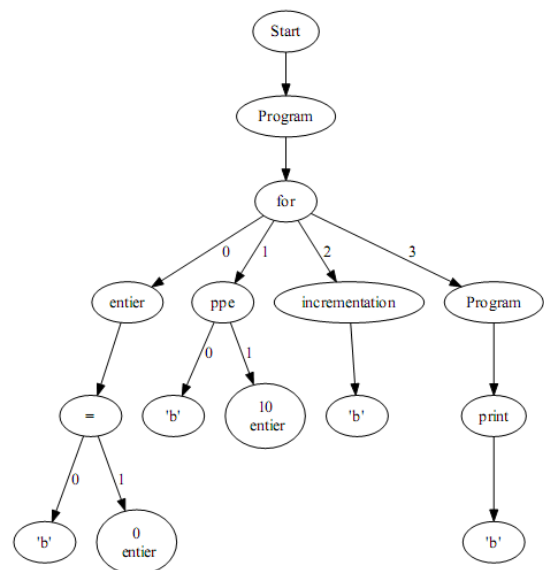 Start
Program
for
0
1
2
3
entier
ppe
incrementation
Program
0
1
=
'b'
10
entier
'b'
print
0
1
'b'
0
entier
'b'